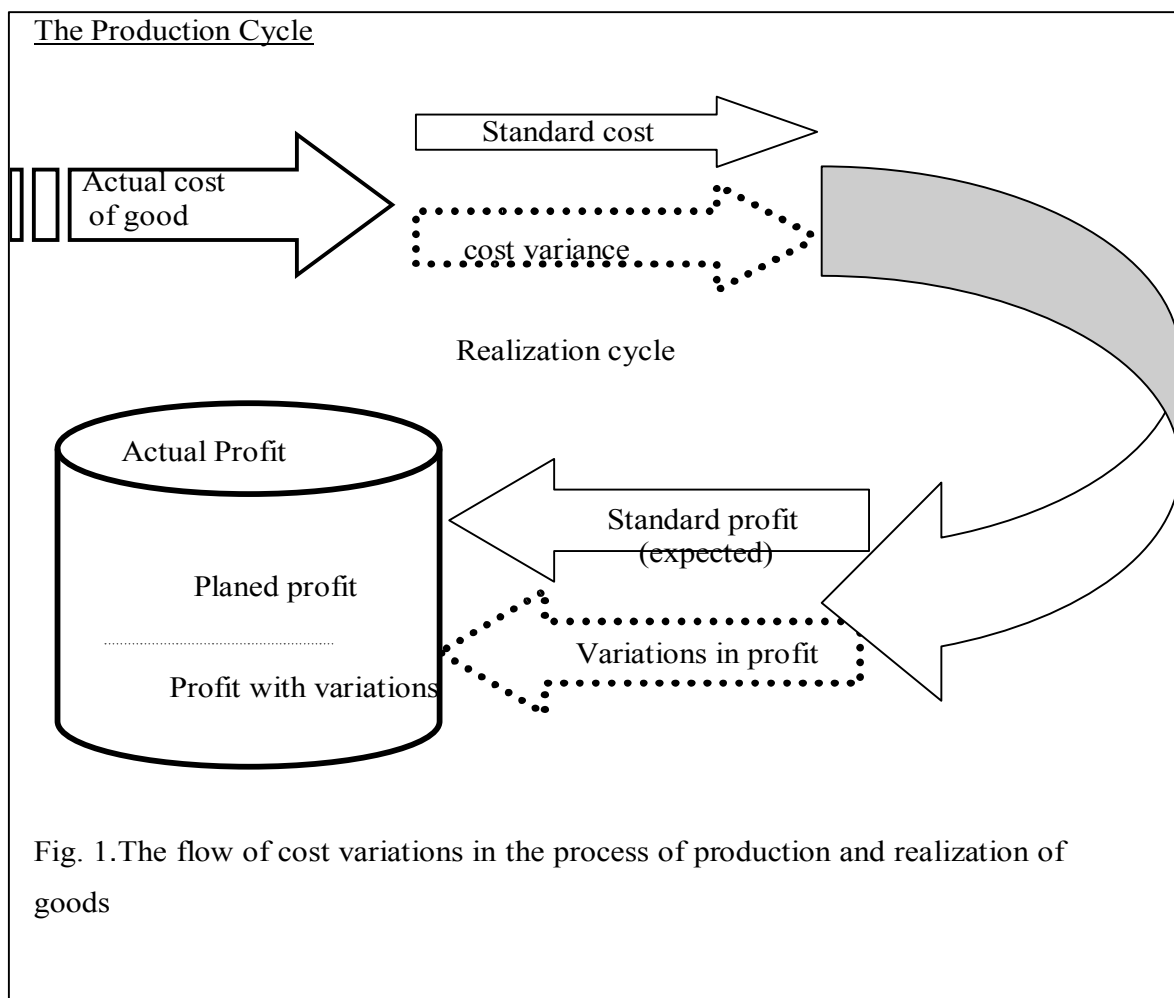 The Production Cycle
Standard cost
Actual cost
of good
cost variance
Realization cycle
Actual Profit
Standard profit
(expected)
Planed profit
Variations in profit
Profit with variations
Fig. 1.The flow of cost variations in the process of production and realization of
goods